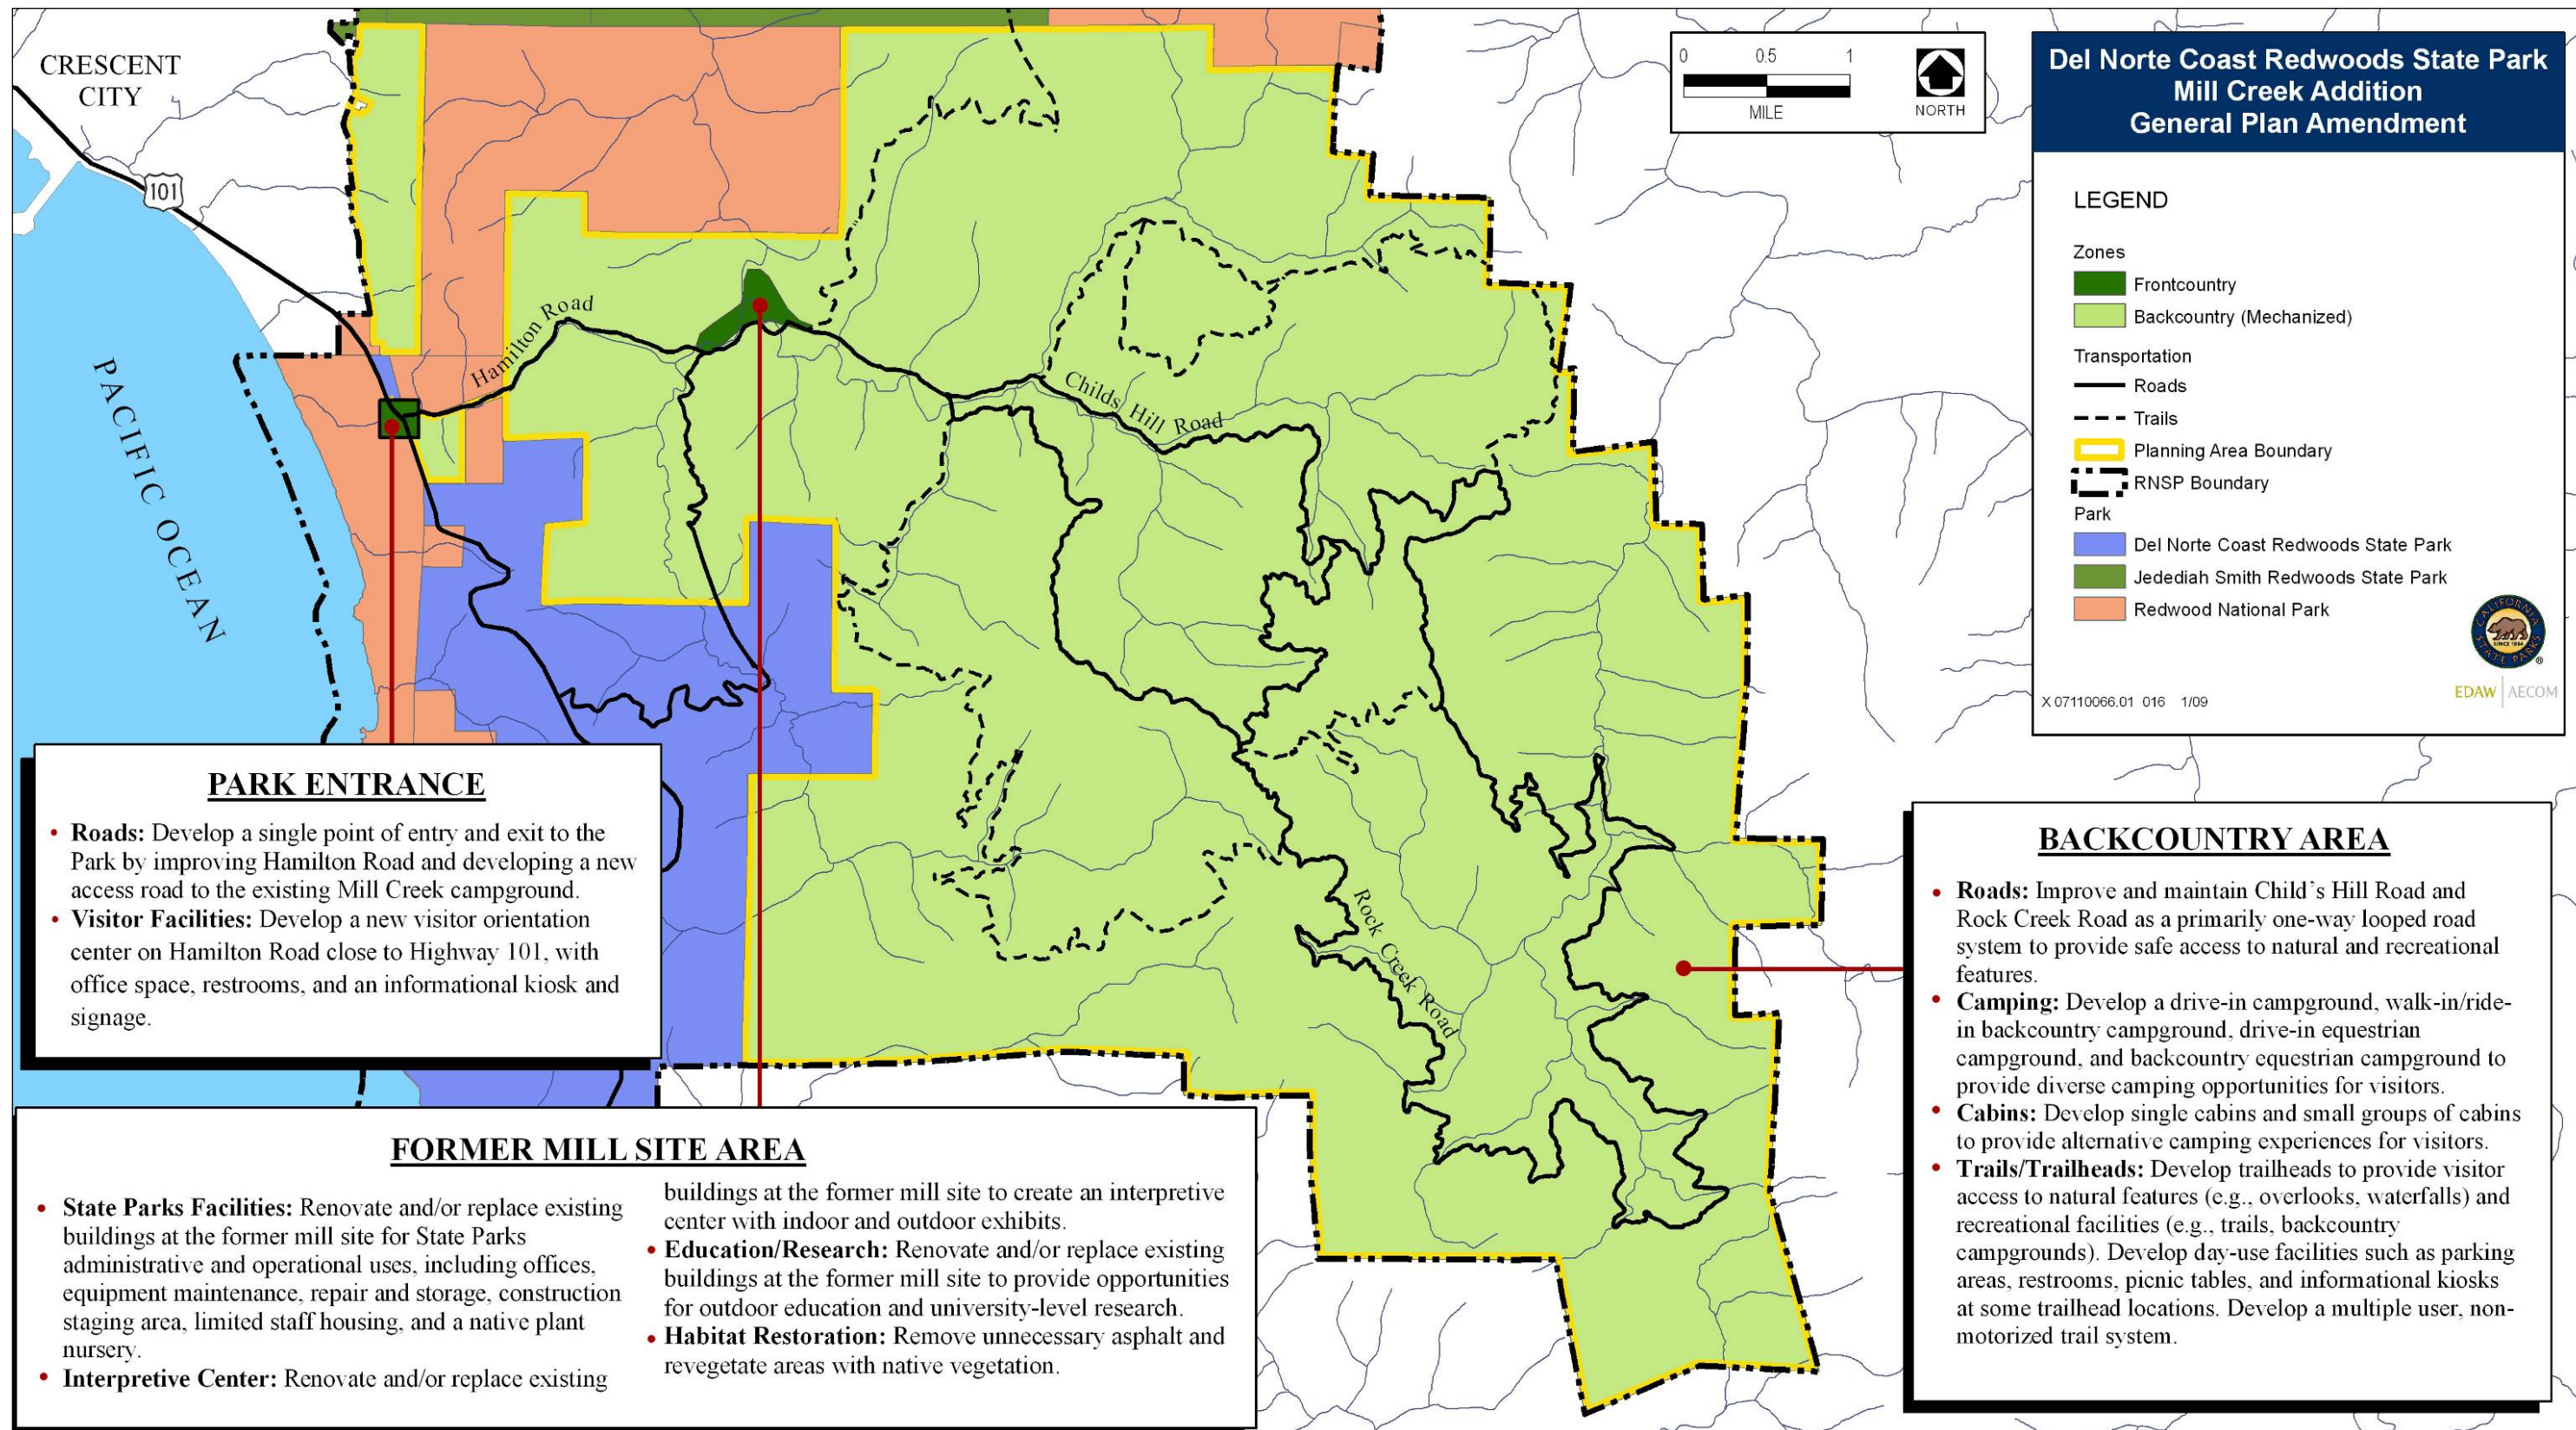 CRESCENT
CITY
101
PACIFIC OCEAN
Hamilton Road
Childs Hill Road
Rock Creek Road
0 0.5 1
MILE
NORTH
Del Norte Coast Redwoods State Park
Mill Creek Addition
General Plan Amendment
LEGEND
Zones
Frontcountry
Backcountry (Mechanized)
Transportation
Roads
Trails
Planning Area Boundary
RNSP Boundary
Park
Del Norte Coast Redwoods State Park
Jedediah Smith Redwoods State Park
Redwood National Park
CALIFORNIA
SINCE 1864
STATE PARKS
®
EDAW | AECOM
X 07110066.01 016 1/09
PARK ENTRANCE
• Roads: Develop a single point of entry and exit to the
Park by improving Hamilton Road and developing a new
access road to the existing Mill Creek campground.
• Visitor Facilities: Develop a new visitor orientation
center on Hamilton Road close to Highway 101, with
office space, restrooms, and an informational kiosk and
signage.
FORMER MILL SITE AREA
• State Parks Facilities: Renovate and/or replace existing
buildings at the former mill site for State Parks
administrative and operational uses, including offices,
equipment maintenance, repair and storage, construction
staging area, limited staff housing, and a native plant
nursery.
• Interpretive Center: Renovate and/or replace existing
buildings at the former mill site to create an interpretive
center with indoor and outdoor exhibits.
• Education/Research: Renovate and/or replace existing
buildings at the former mill site to provide opportunities
for outdoor education and university-level research.
• Habitat Restoration: Remove unnecessary asphalt and
revegetate areas with native vegetation.
BACKCOUNTRY AREA
• Roads: Improve and maintain Child's Hill Road and
Rock Creek Road as a primarily one-way looped road
system to provide safe access to natural and recreational
features.
• Camping: Develop a drive-in campground, walk-in/ride-
in backcountry campground, drive-in equestrian
campground, and backcountry equestrian campground to
provide diverse camping opportunities for visitors.
• Cabins: Develop single cabins and small groups of cabins
to provide alternative camping experiences for visitors.
• Trails/Trailheads: Develop trailheads to provide visitor
access to natural features (e.g., overlooks, waterfalls) and
recreational facilities (e.g., trails, backcountry
campgrounds). Develop day-use facilities such as parking
areas, restrooms, picnic tables, and informational kiosks
at some trailhead locations. Develop a multiple user, non-
motorized trail system.